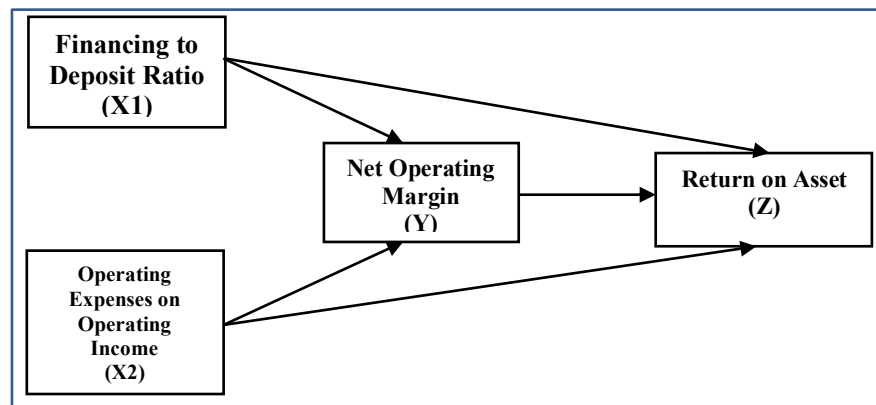 Financing to
Deposit Ratio
(X1)
Net Operating
Margin
(Y)
Return on Asset
(Z)
Operating
Expenses on
Operating
Income
(X2)